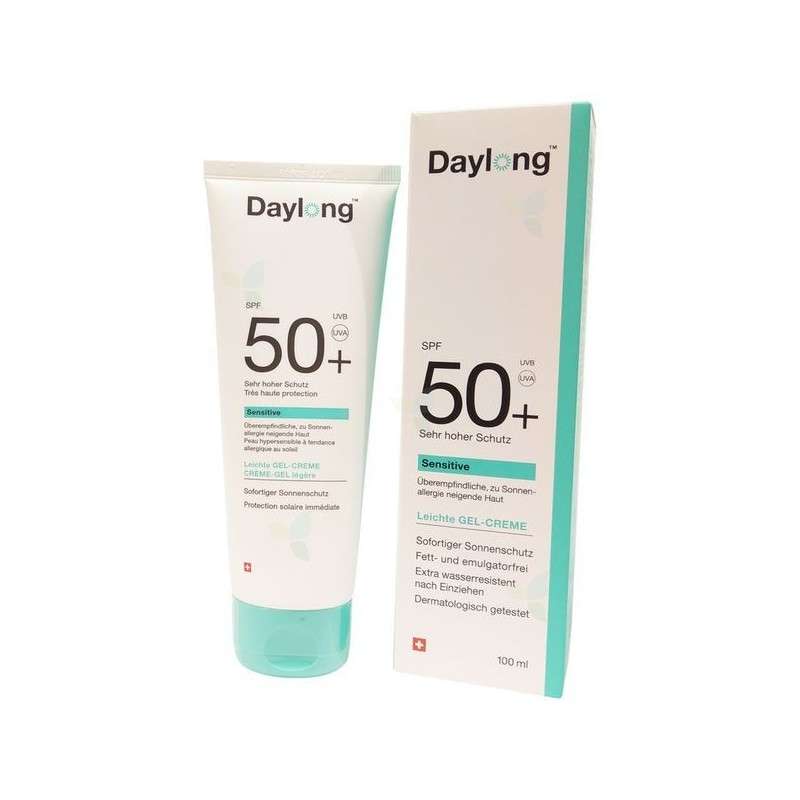 Daylong™
SPF
50+
UVB
UVA
Sehr hoher Schutz
Très haute protection
Sensitive
Überempfindliche, zu Sonnen-
allergie neigende Haut
Peau hypersensible à tendance
allergique au soleil
Leichte GEL-CREME
CRÈME-GEL légère
Sofortiger Sonnenschutz
Protection solaire immédiate
Daylong™
SPF
50+
UVB
UVA
Sehr hoher Schutz
Sensitive
Überempfindliche, zu Sonnen-
allergie neigende Haut
Leichte GEL-CREME
Sofortiger Sonnenschutz
Fett- und emulgatorfrei
Extra wasserresistent
nach Einziehen
Dermatologisch getestet
100 ml